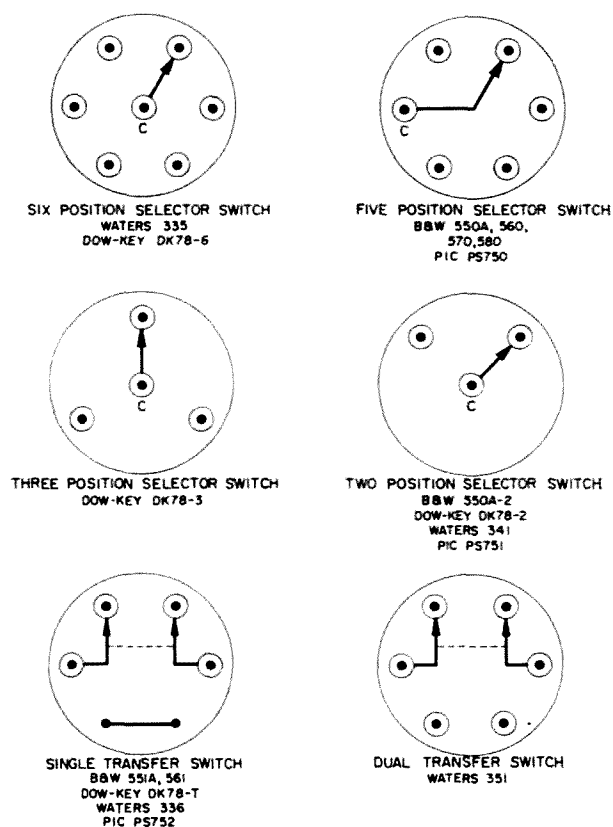 C
SIX POSITION SELECTOR SWITCH
WATERS 335
DOW-KEY DK78-6
C
FIVE POSITION SELECTOR SWITCH
B&W 550A, 560,
570,580
PIC PS750
C
THREE POSITION SELECTOR SWITCH
DOW-KEY DK78-3
C
TWO POSITION SELECTOR SWITCH
B&W 550A-2
DOW-KEY DK78-2
WATERS 341
PIC PS751
SINGLE TRANSFER SWITCH
B&W 551A, 561
DOW-KEY DK78-T
WATERS 336
PIC PS752
DUAL TRANSFER SWITCH
WATERS 351